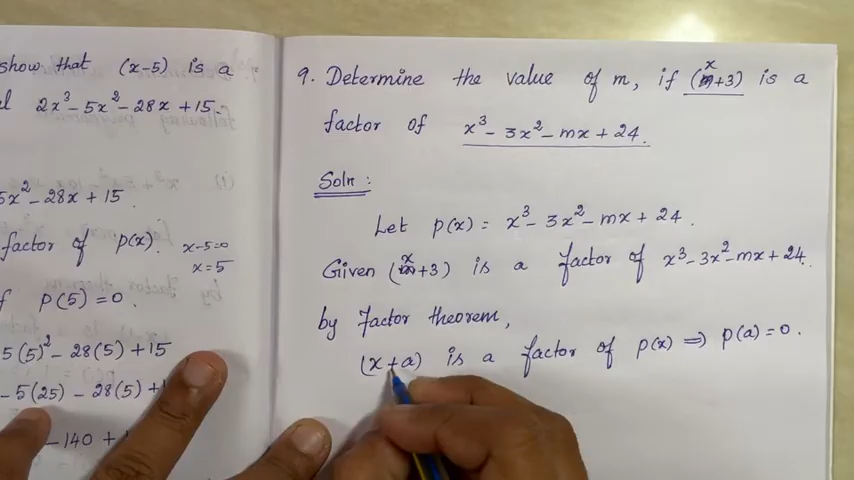 show that (x-5) is a
2x³-5x²-28x+15.
5x²-28x+15.
factor of p(x). x-5=0
x=5
p(5)=0.
5(5)²-28(5)+15
-5(25)-28(5)+
-140+
9. Determine the value of m, if (x+3) is a
factor of x³-3x²-mx+24.
Soln:
Let p(x) = x³-3x²-mx+24.
Given (x+3) is a factor of x³-3x²-mx+24.
by Factor theorem,
(x+a) is a factor of p(x) ⇒ p(a)=0.